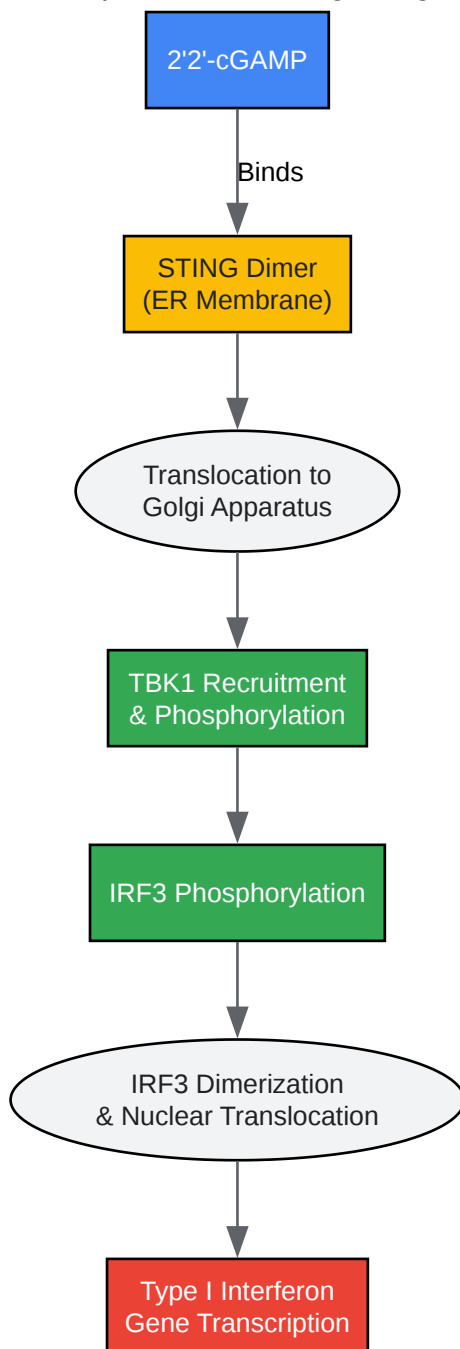 2'2'-cGAMP
Binds
STING Dimer
(ER Membrane)
Translocation to
Golgi Apparatus
TBK1 Recruitment
& Phosphorylation
IRF3 Phosphorylation
IRF3 Dimerization
& Nuclear Translocation
Type I Interferon
Gene Transcription